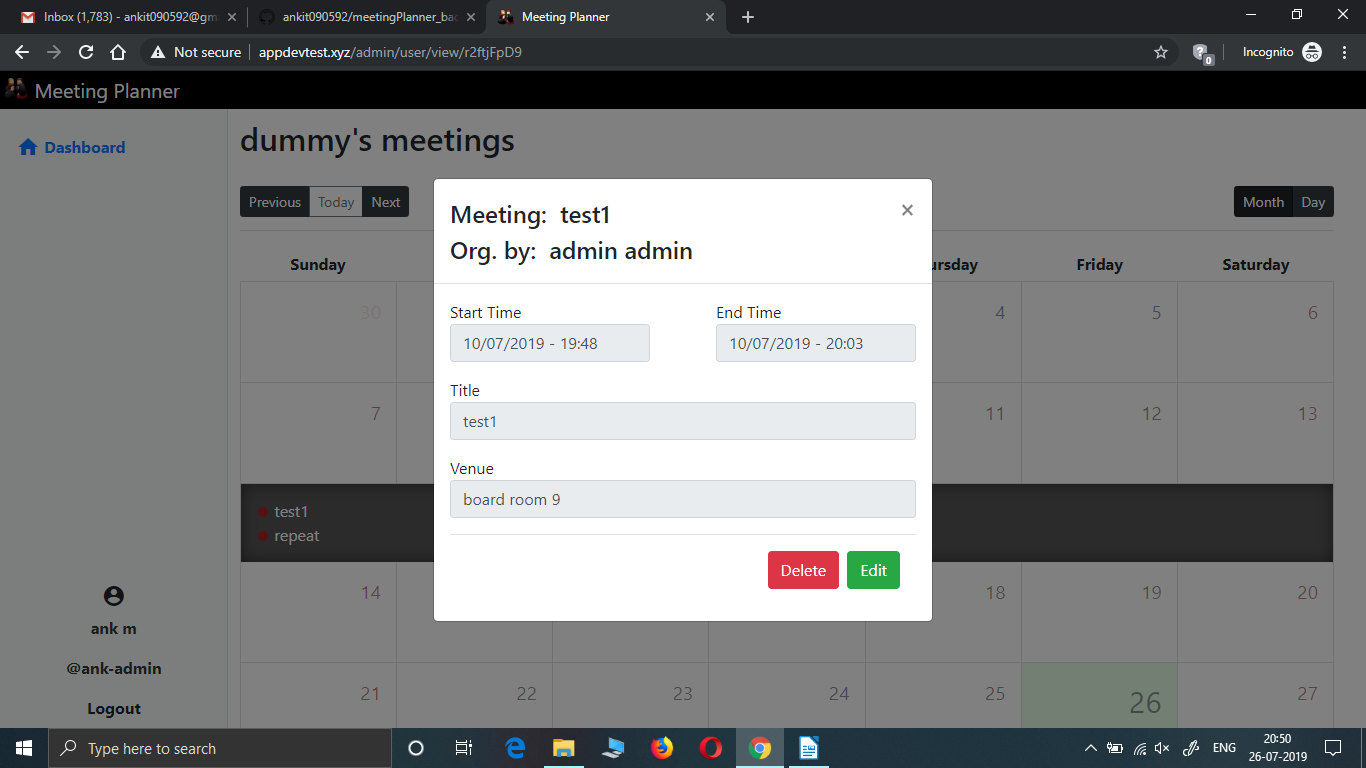 Inbox (1,783) - ankit090592@gm
ankit090592/meetingPlanner_bac
Meeting Planner
Not secure
appdevtest.xyz/admin/user/view/r2ftjFpD9
0
Incognito
Meeting Planner
Dashboard
dummy's meetings
Previous
Today
Next
Month
Day
Sunday
ursday
Friday
Saturday
30
4
5
6
7
11
12
13
test1
repeat
14
18
19
20
21
22
23
24
25
26
27
Meeting: test1
×
Org. by: admin admin
Start Time
End Time
10/07/2019 - 19:48
10/07/2019 - 20:03
Title
test1
Venue
board room 9
Delete
Edit
ank m
@ank-admin
Logout
Type here to search
ENG
20:50
26-07-2019